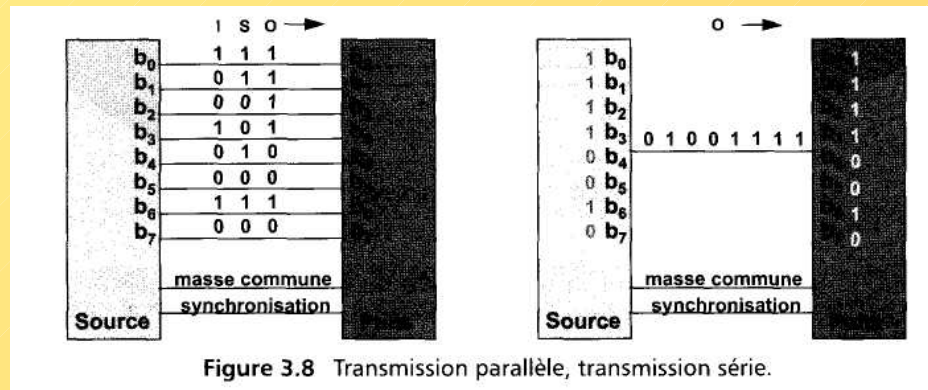 I S O
b0 1 1 1
b1 0 1 1
b2 0 0 1
b3 1 0 1
b4 0 1 0
b5 0 0 0
b6 1 1 1
b7 0 0 0
masse commune
synchronisation
Source
O
1 b0 1
1 b1 1
1 b2 1
1 b3 0 1 0 0 1 1 1 1 1
0 b4 0
0 b5 0
1 b6 1
0 b7 0
masse commune
synchronisation
Source
Figure 3.8 Transmission parallèle, transmission série.